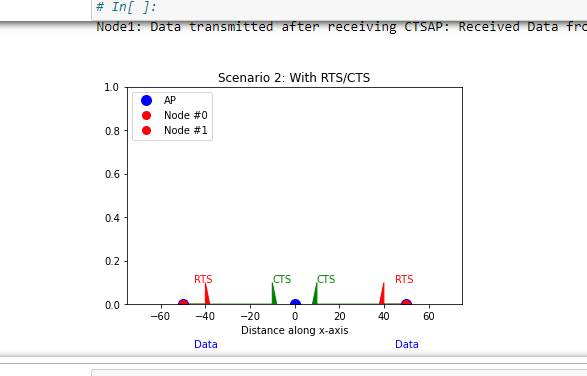 # In[ ]:
Node1: Data transmitted after receiving CTSAP: Received Data fro
Scenario 2: With RTS/CTS
1.0
AP
Node #0
Node #1
0.8
0.6
0.4
0.2
RTS CTS CTS RTS
0.0
−60 −40 −20 0 20 40 60
Distance along x-axis
Data Data